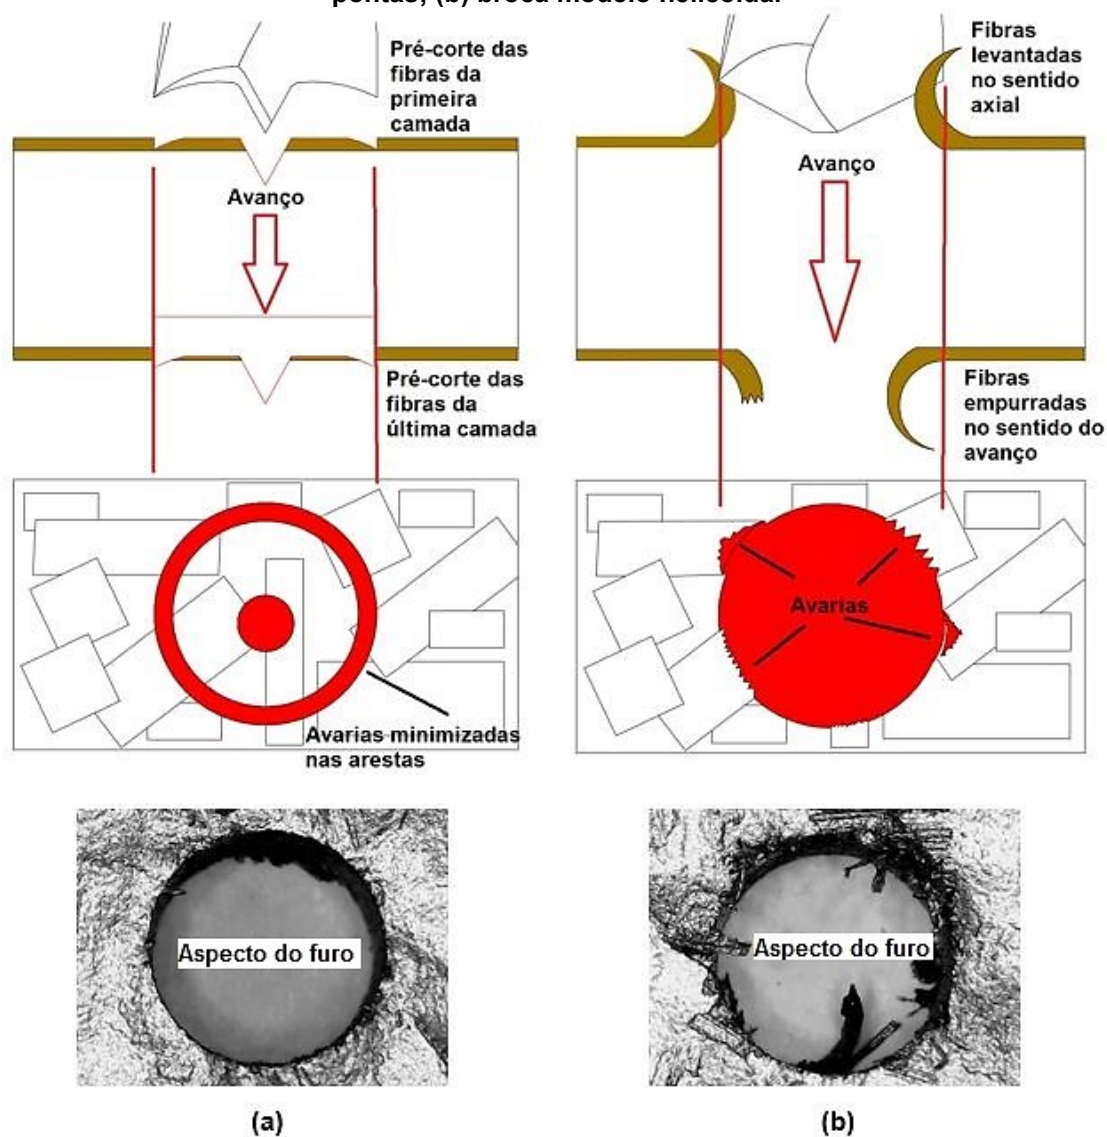 pontas; (b) broca modelo helicoidal
Pré-corte das
fibras da
primeira
camada
Avanço
Pré-corte das
fibras da
última camada
Avarias minimizadas
nas arestas
Aspecto do furo
(a)
Fibras
levantadas
no sentido
axial
Avanço
Fibras
empurradas
no sentido do
avanço
Avarias
Aspecto do furo
(b)